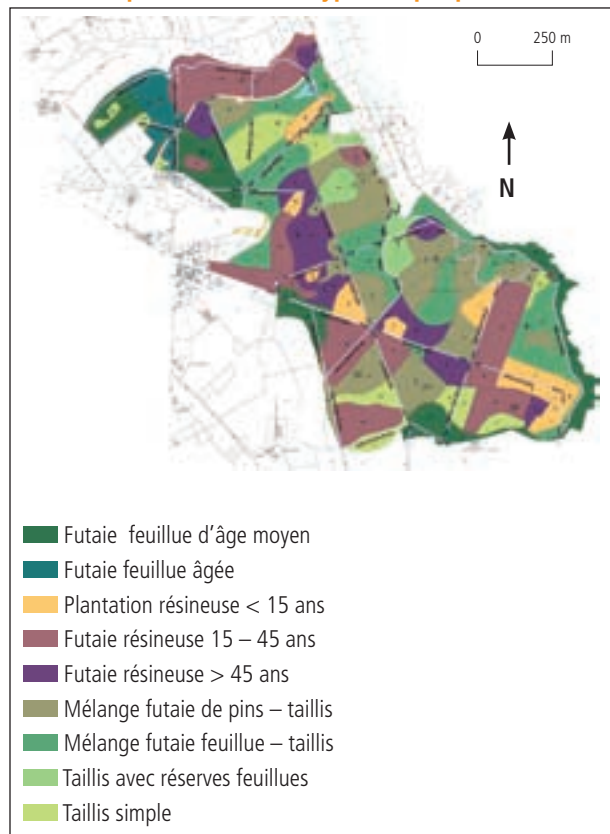 0 250 m
N
Futaie feuillue d'âge moyen
Futaie feuillue âgée
Plantation résineuse < 15 ans
Futaie résineuse 15 – 45 ans
Futaie résineuse > 45 ans
Mélange futaie de pins – taillis
Mélange futaie feuillue – taillis
Taillis avec réserves feuillues
Taillis simple